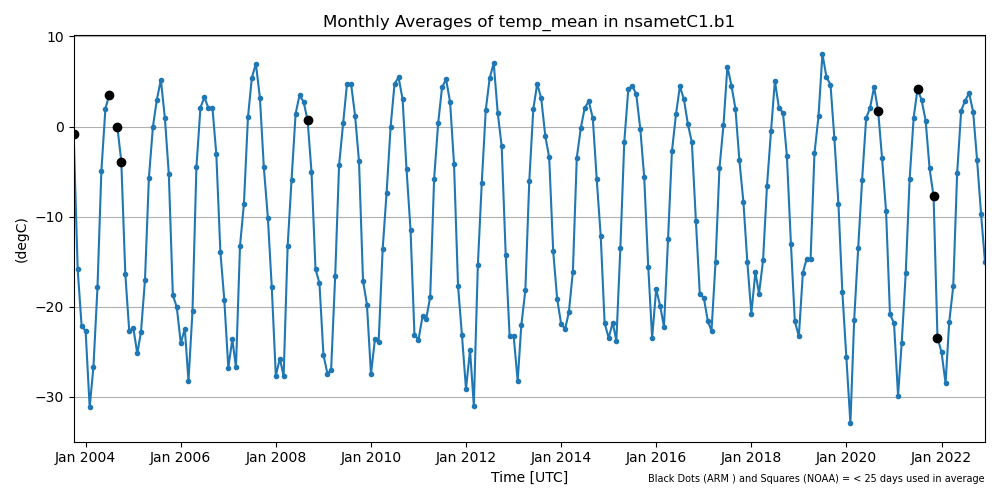 Monthly Averages of temp_mean in nsametC1.b1
10
0
−10
−20
−30
(degC)
Jan 2004 Jan 2006 Jan 2008 Jan 2010 Jan 2012 Jan 2014 Jan 2016 Jan 2018 Jan 2020 Jan 2022
Time [UTC]
Black Dots (ARM ) and Squares (NOAA) = < 25 days used in average